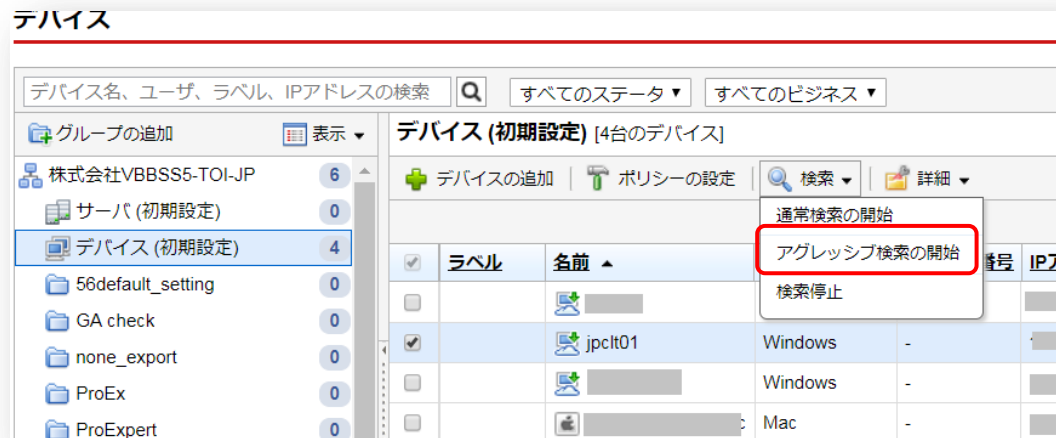 デバイス
デバイス名、ユーザ、ラベル、IPアドレスの検索 すべてのステータ▼ すべてのビジネス▼
グループの追加 表示▼
デバイス (初期設定) [4台のデバイス]
株式会社VBBSS5-TOI-JP 6
サーバ (初期設定) 0
デバイス (初期設定) 4
56default_setting 0
GA check 0
none_export 0
ProEx 0
ProExpert 0
デバイスの追加 | ポリシーの設定 | 検索▼ | 詳細▼
通常検索の開始
アグレッシブ検索の開始
検索停止
ラベル 名前▲ 番号
jpclt01 Windows -
Windows -
Mac -